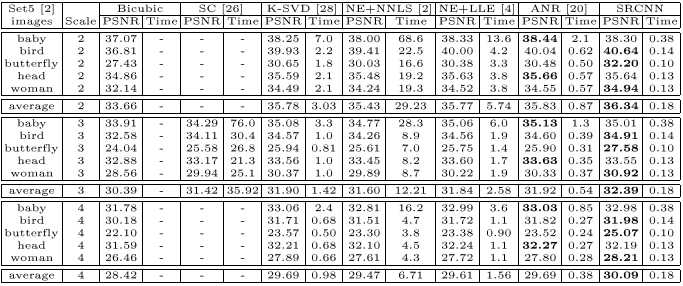 Set5 [2] Bicubic SC [26] K-SVD [28] NE+NNLS [2] NE+LLE [4] ANR [20] SRCNN
images Scale PSNR Time PSNR Time PSNR Time PSNR Time PSNR Time PSNR Time PSNR Time
baby 2 37.07 - - - 38.25 7.0 38.00 68.6 38.33 13.6 38.44 2.1 38.30 0.38
bird 2 36.81 - - - 39.93 2.2 39.41 22.5 40.00 4.2 40.04 0.62 40.64 0.14
butterfly 2 27.43 - - - 30.65 1.8 30.03 16.6 30.38 3.3 30.48 0.50 32.20 0.10
head 2 34.86 - - - 35.59 2.1 35.48 19.2 35.63 3.8 35.66 0.57 35.64 0.13
woman 2 32.14 - - - 34.49 2.1 34.24 19.3 34.52 3.8 34.55 0.57 34.94 0.13
average 2 33.66 - - - 35.78 3.03 35.43 29.23 35.77 5.74 35.83 0.87 36.34 0.18
baby 3 33.91 - 34.29 76.0 35.08 3.3 34.77 28.3 35.06 6.0 35.13 1.3 35.01 0.38
bird 3 32.58 - 34.11 30.4 34.57 1.0 34.26 8.9 34.56 1.9 34.60 0.39 34.91 0.14
butterfly 3 24.04 - 25.58 26.8 25.94 0.81 25.61 7.0 25.75 1.4 25.90 0.31 27.58 0.10
head 3 32.88 - 33.17 21.3 33.56 1.0 33.45 8.2 33.60 1.7 33.63 0.35 33.55 0.13
woman 3 28.56 - 29.94 25.1 30.37 1.0 29.89 8.7 30.22 1.9 30.33 0.37 30.92 0.13
average 3 30.39 - 31.42 35.92 31.90 1.42 31.60 12.21 31.84 2.58 31.92 0.54 32.39 0.18
baby 4 31.78 - - - 33.06 2.4 32.81 16.2 32.99 3.6 33.03 0.85 32.98 0.38
bird 4 30.18 - - - 31.71 0.68 31.51 4.7 31.72 1.1 31.82 0.27 31.98 0.14
butterfly 4 22.10 - - - 23.57 0.50 23.30 3.8 23.38 0.90 23.52 0.24 25.07 0.10
head 4 31.59 - - - 32.21 0.68 32.10 4.5 32.24 1.1 32.27 0.27 32.19 0.13
woman 4 26.46 - - - 27.89 0.66 27.61 4.3 27.72 1.1 27.80 0.28 28.21 0.13
average 4 28.42 - - - 29.69 0.98 29.47 6.71 29.61 1.56 29.69 0.38 30.09 0.18